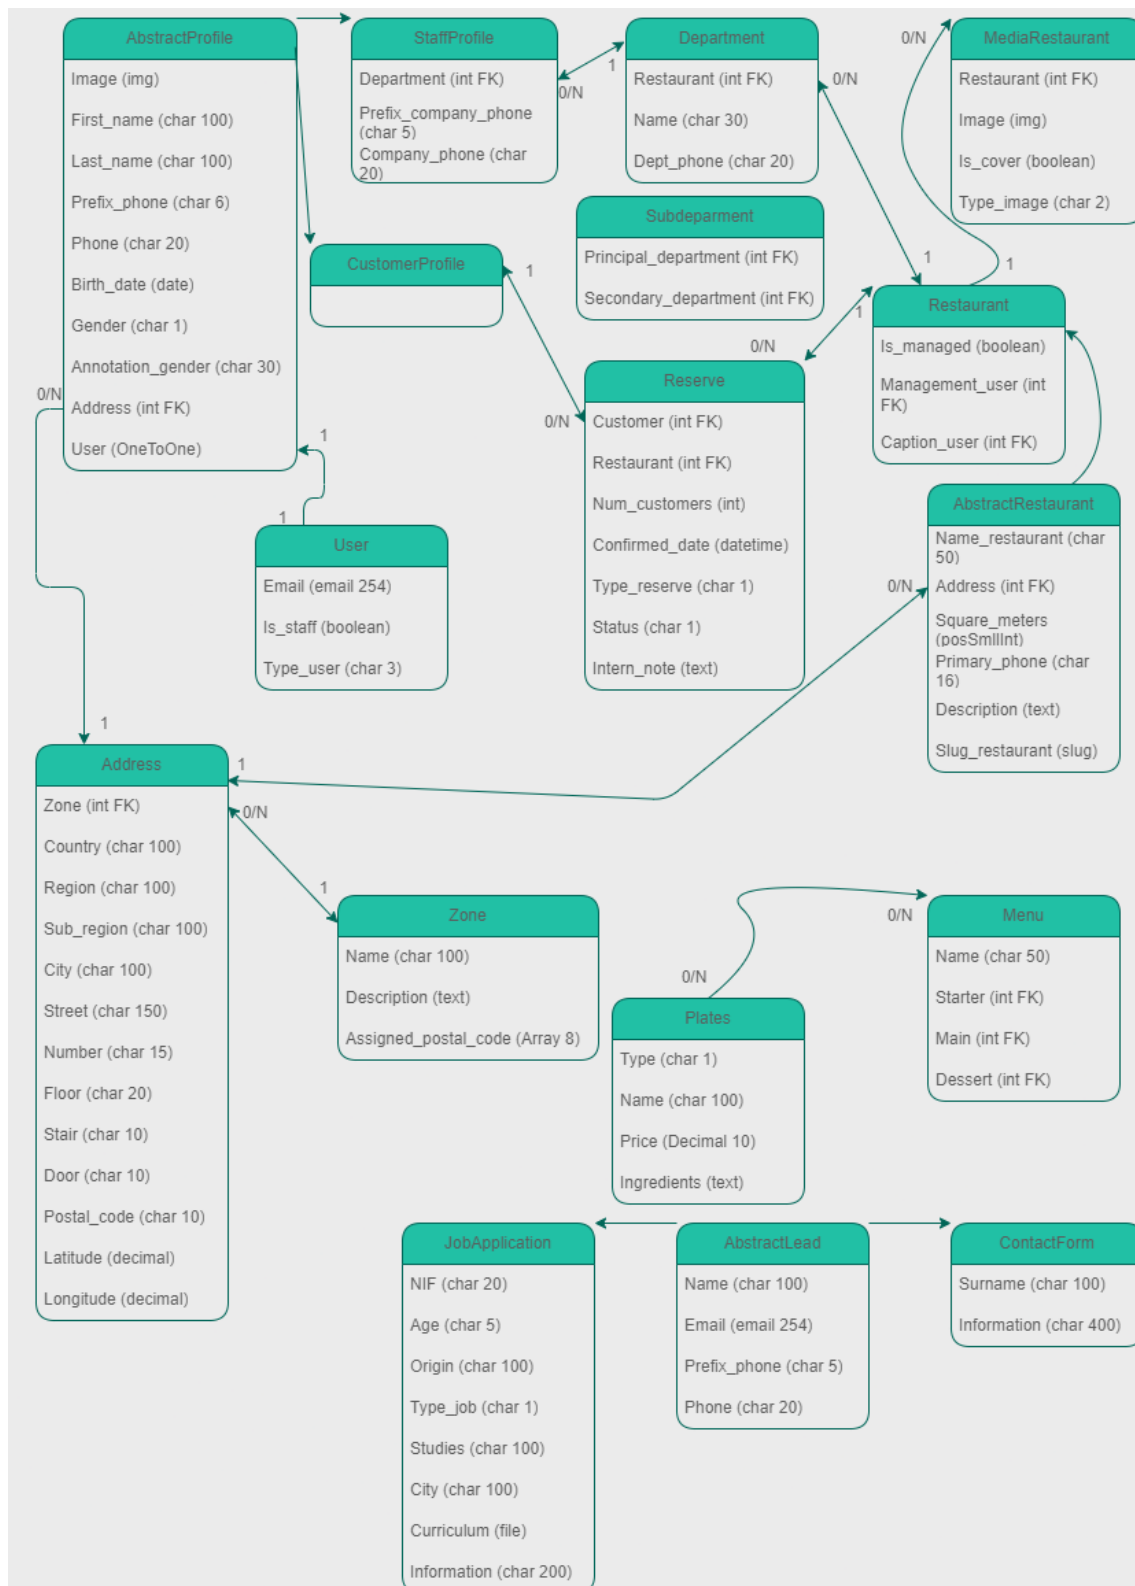 AbstractProfile
Image (img)
First_name (char 100)
Last_name (char 100)
Prefix_phone (char 6)
Phone (char 20)
Birth_date (date)
Gender (char 1)
Annotation_gender (char 30)
Address (int FK)
User (OneToOne)
StaffProfile
Department (int FK)
Prefix_company_phone
(char 5)
Company_phone (char
20)
0/N
1
Department
Restaurant (int FK)
Name (char 30)
Dept_phone (char 20)
0/N
1
0/N
MediaRestaurant
Restaurant (int FK)
Image (img)
Is_cover (boolean)
Type_image (char 2)
1
Subdeparment
Principal_department (int FK)
Secondary_department (int FK)
CustomerProfile
1
0/N
Restaurant
Is_managed (boolean)
Management_user (int
FK)
Caption_user (int FK)
1
0/N
Reserve
Customer (int FK)
Restaurant (int FK)
Num_customers (int)
Confirmed_date (datetime)
Type_reserve (char 1)
Status (char 1)
Intern_note (text)
0/N
1
1
User
Email (email 254)
Is_staff (boolean)
Type_user (char 3)
AbstractRestaurant
Name_restaurant (char
50)
Address (int FK)
Square_meters
(posSmllInt)
Primary_phone (char
16)
Description (text)
Slug_restaurant (slug)
0/N
1
1
Address
Zone (int FK)
Country (char 100)
Region (char 100)
Sub_region (char 100)
City (char 100)
Street (char 150)
Number (char 15)
Floor (char 20)
Stair (char 10)
Door (char 10)
Postal_code (char 10)
Latitude (decimal)
Longitude (decimal)
0/N
1
Zone
Name (char 100)
Description (text)
Assigned_postal_code (Array 8)
0/N
Plates
Type (char 1)
Name (char 100)
Price (Decimal 10)
Ingredients (text)
0/N
Menu
Name (char 50)
Starter (int FK)
Main (int FK)
Dessert (int FK)
JobApplication
NIF (char 20)
Age (char 5)
Origin (char 100)
Type_job (char 1)
Studies (char 100)
City (char 100)
Curriculum (file)
Information (char 200)
AbstractLead
Name (char 100)
Email (email 254)
Prefix_phone (char 5)
Phone (char 20)
ContactForm
Surname (char 100)
Information (char 400)